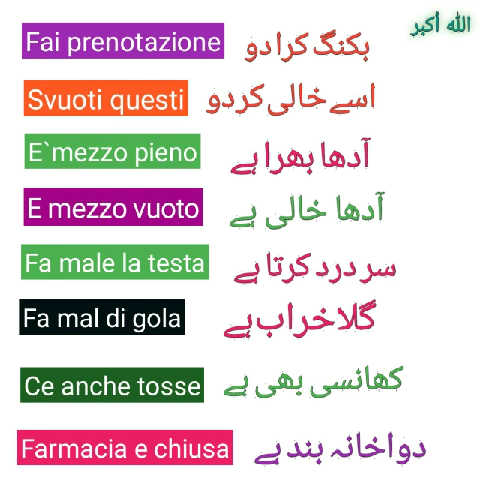 الله أكبر
Fai prenotazione بکنگ کرا دو
Svuoti questi اسے خالی کر دو
E`mezzo pieno آدھا بھرا ہے
E mezzo vuoto آدھا خالی ہے
Fa male la testa سر درد کرتا ہے
Fa mal di gola گلا خراب ہے
Ce anche tosse کھانسی بھی ہے
Farmacia e chiusa دواخانہ بند ہے